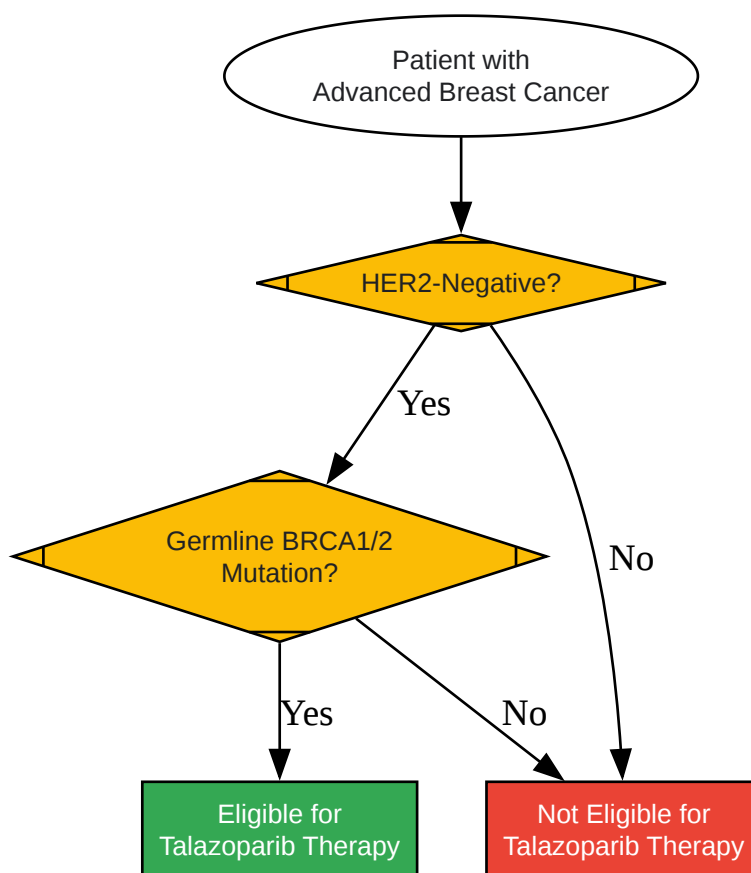 Patient with
Advanced Breast Cancer
HER2-Negative?
Yes
Germline BRCA1/2
Mutation?
No
Yes
No
Eligible for
Talazoparib Therapy
Not Eligible for
Talazoparib Therapy